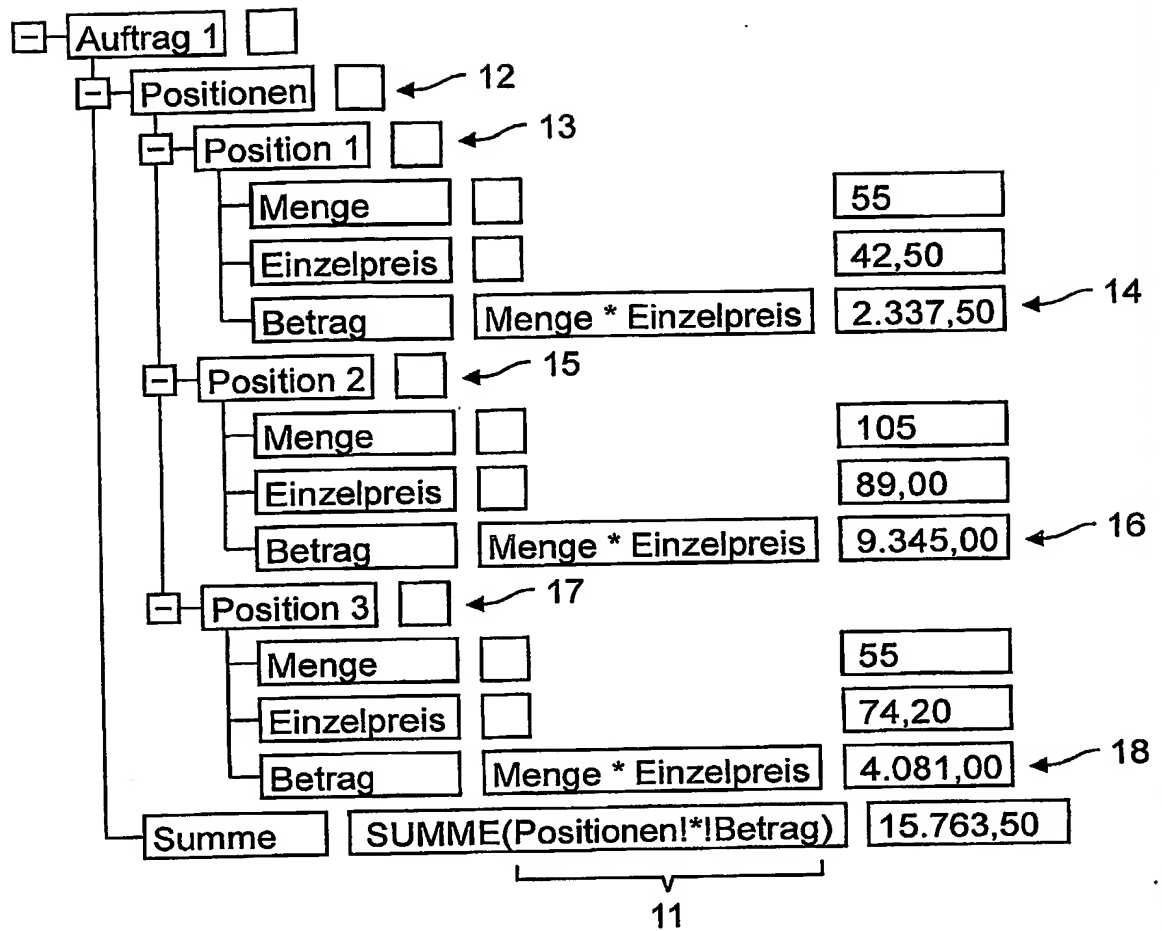 Auftrag 1
Positionen 12
Position 1 13
Menge 55
Einzelpreis 42,50
Betrag Menge * Einzelpreis 2.337,50 14
Position 2 15
Menge 105
Einzelpreis 89,00
Betrag Menge * Einzelpreis 9.345,00 16
Position 3 17
Menge 55
Einzelpreis 74,20
Betrag Menge * Einzelpreis 4.081,00 18
Summe SUMME(Positionen!*!Betrag) 15.763,50
11